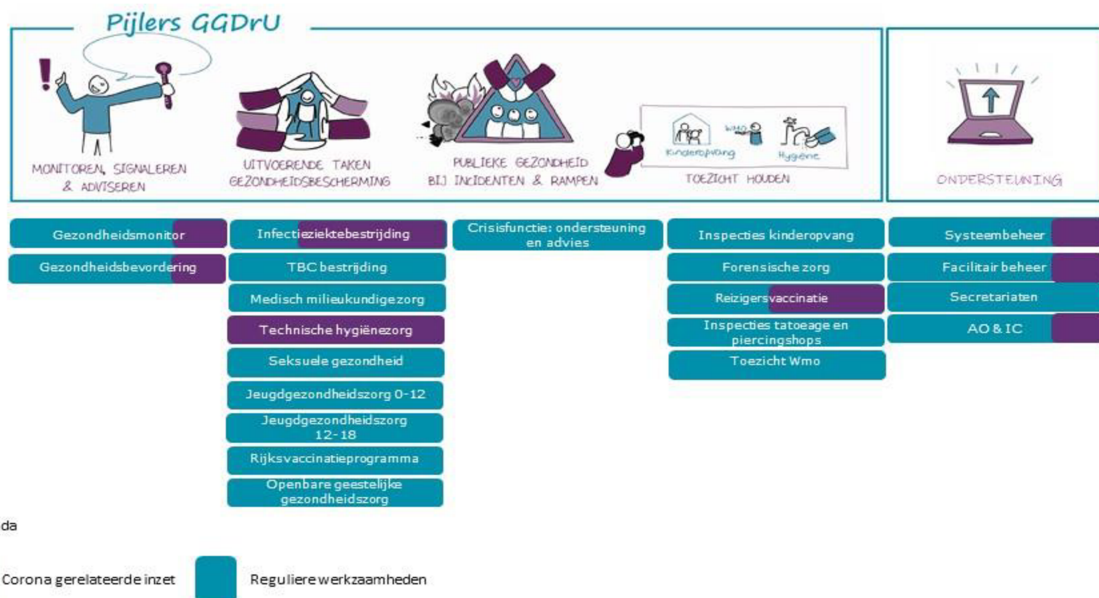 Pijlers GGDrU
MONITOREN, SIGNALEREN
& ADVISEREN
UITVOERENDE TAKEN
GEZONDHEIDSBESCHERMING
PUBLIEKE GEZONDHEID
BIJ INCIDENTEN & RAMPEN
Kinderopvang
WMO
Hygiëne
TOEZICHT HOUDEN
ONDERSTEUNING
Gezondheidsmonitor
Gezondheidsbevordering
Infectieziektebestrijding
TBC bestrijding
Medisch milieukundige zorg
Technische hygiënezorg
Seksuele gezondheid
Jeugdgezondheidszorg 0-12
Jeugdgezondheidszorg
12-18
Rijksvaccinatieprogramma
Openbare geestelijke
gezondheidszorg
Crisisfunctie: ondersteuning
en advies
Inspecties kinderopvang
Forensische zorg
Reizigersvaccinatie
Inspecties tatoeage en
piercingshops
Toezicht Wmo
Systeembeheer
Facilitair beheer
Secretariaten
AO & IC
da
Corona gerelateerde inzet
Reguliere werkzaamheden